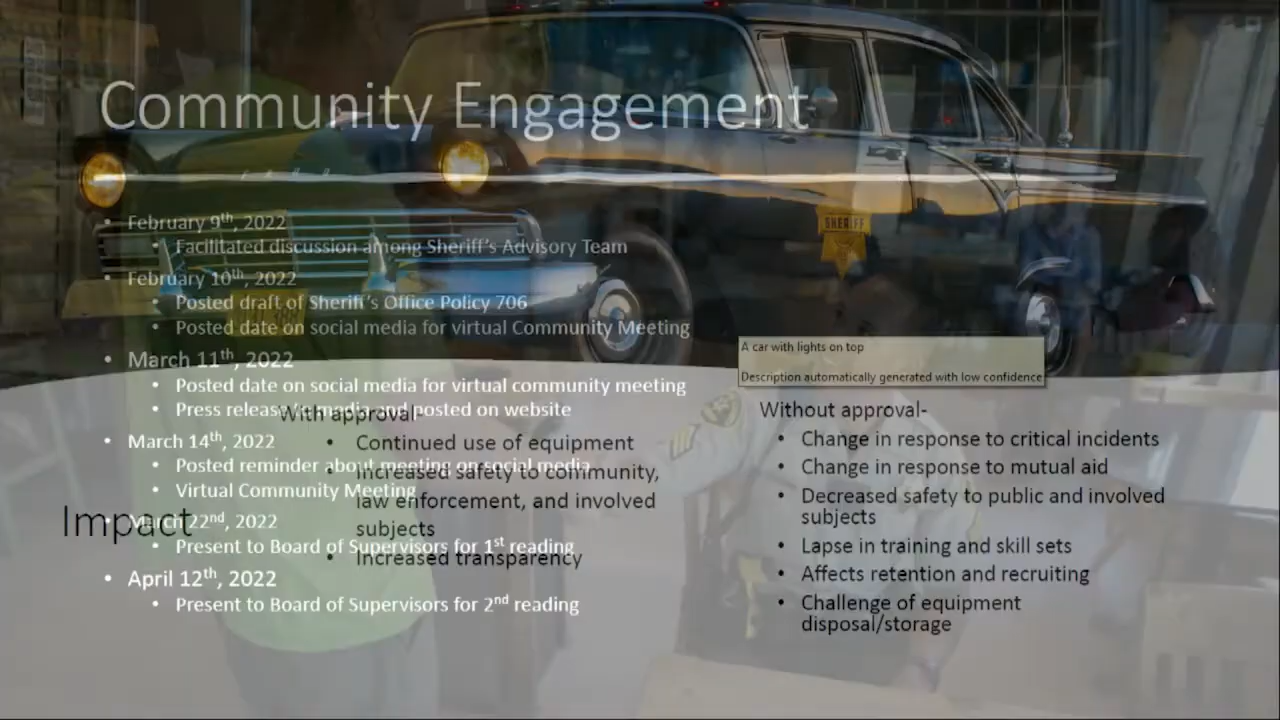 Community Engagement
• February 9th, 2022
• Facilitated discussion among Sheriff's Advisory Team
• February 10th, 2022
• Posted draft of Sheriff's Office Policy 706
• Posted date on social media for virtual Community Meeting
• March 11th, 2022
• Posted date on social media for virtual community meeting
• Press release to media and posted on website
• March 14th, 2022
• Posted reminder about meeting on social media
• Virtual Community Meeting
• March 22nd, 2022
• Present to Board of Supervisors for 1st reading
• April 12th, 2022
• Present to Board of Supervisors for 2nd reading
SHERIFF
A car with lights on top
Description automatically generated with low confidence
Impact
With approval-
• Continued use of equipment
• Increased safety to community,
law enforcement, and involved
subjects
• Increased transparency
Without approval-
• Change in response to critical incidents
• Change in response to mutual aid
• Decreased safety to public and involved
subjects
• Lapse in training and skill sets
• Affects retention and recruiting
• Challenge of equipment
disposal/storage